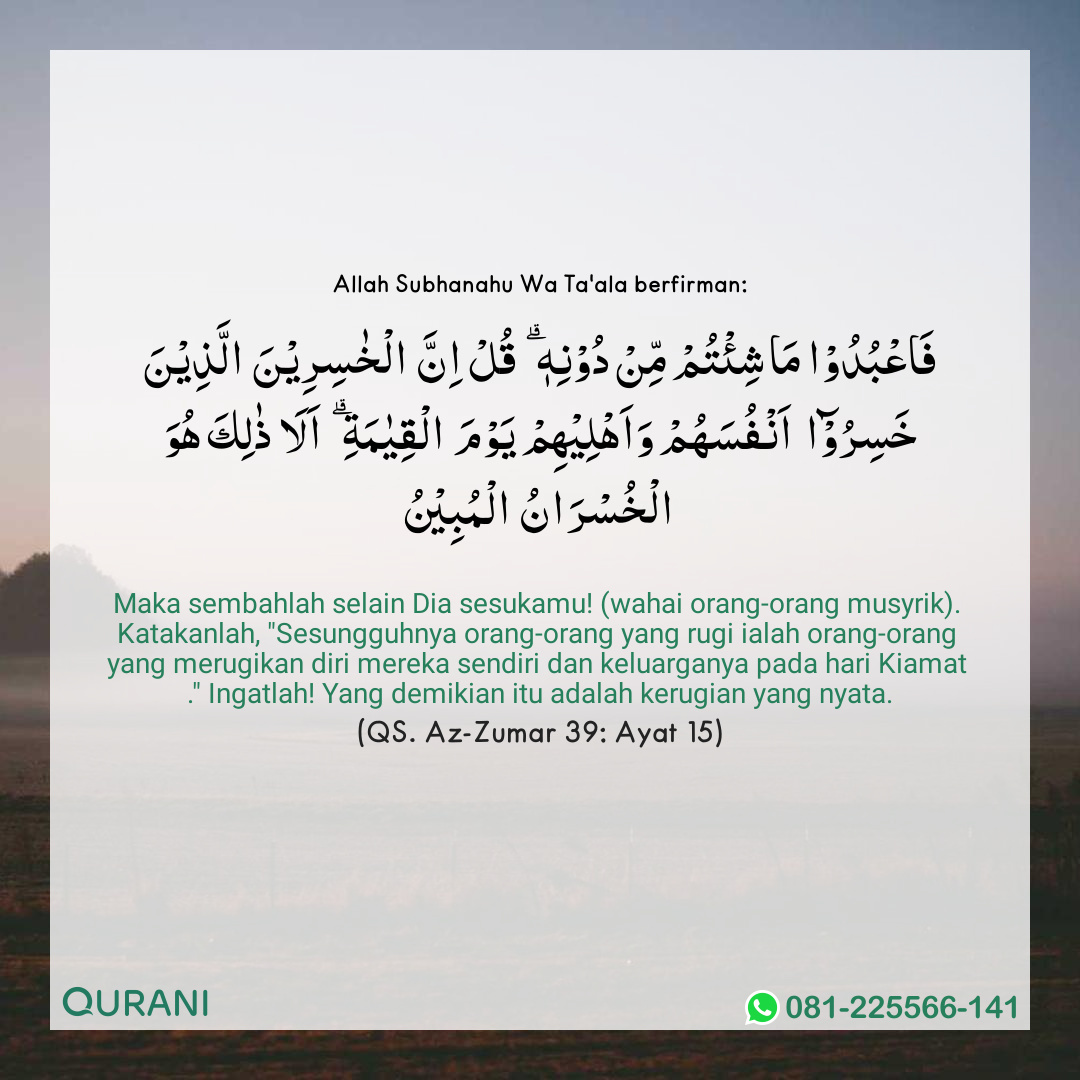 Allah Subhanahu Wa Ta'ala berfirman:
فَاعْبُدُوْا مَا شِئْتُمْ مِّنْ دُوْنِهٖ ۗ قُلْ اِنَّ الْخٰسِرِيْنَ الَّذِيْنَ
خَسِرُوْٓا اَنْفُسَهُمْ وَاَهْلِيْهِمْ يَوْمَ الْقِيٰمَةِ ۗ اَلَا ذٰلِكَ هُوَ
الْخُسْرَانُ الْمُبِيْنُ
Maka sembahlah selain Dia sesukamu! (wahai orang-orang musyrik).
Katakanlah, "Sesungguhnya orang-orang yang rugi ialah orang-orang
yang merugikan diri mereka sendiri dan keluarganya pada hari Kiamat
." Ingatlah! Yang demikian itu adalah kerugian yang nyata.
(QS. Az-Zumar 39: Ayat 15)
QURANI
081-225566-141